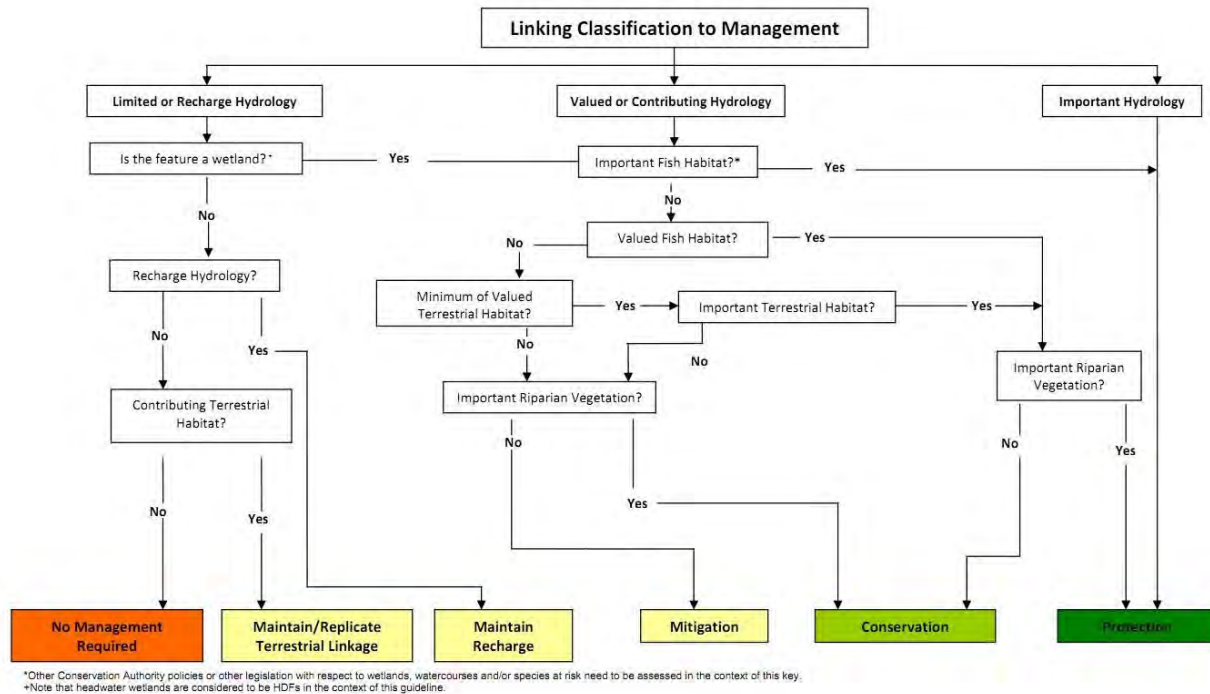 Linking Classification to Management
Limited or Recharge Hydrology
Valued or Contributing Hydrology
Important Hydrology
Is the feature a wetland?⁺
Yes
Important Fish Habitat?*
Yes
No
No
Valued Fish Habitat?
Yes
No
Recharge Hydrology?
Minimum of Valued
Terrestrial Habitat?
Yes
Important Terrestrial Habitat?
Yes
No
Yes
No
No
Important Riparian
Vegetation?
Contributing Terrestrial
Habitat?
Important Riparian Vegetation?
No
No
Yes
Yes
No
Yes
No Management
Required
Maintain/Replicate
Terrestrial Linkage
Maintain
Recharge
Mitigation
Conservation
Protection
*Other Conservation Authority policies or other legislation with respect to wetlands, watercourses and/or species at risk need to be assessed in the context of this key.
+Note that headwater wetlands are considered to be HDFs in the context of this guideline.